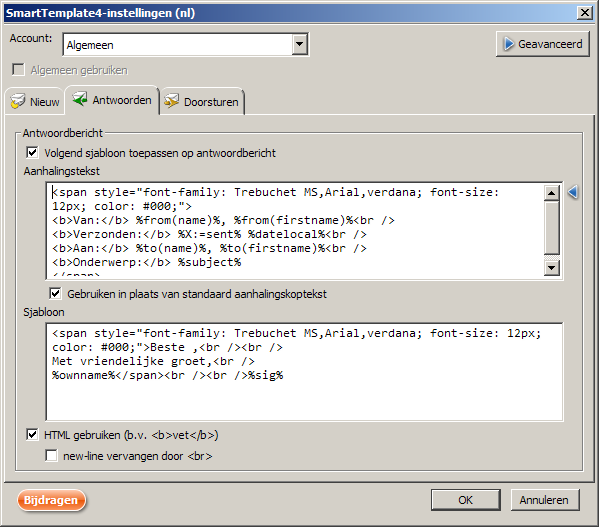 SmartTemplate4-instellingen (nl)
Account: Algemeen Geavanceerd
Algemeen gebruiken
Nieuw Antwoorden Doorsturen
Antwoordbericht
Volgend sjabloon toepassen op antwoordbericht
Aanhalingstekst
<span style="font-family: Trebuchet MS,Arial,verdana; font-size:
12px; color: #000;">
<b>Van:</b> %from(name)%, %from(firstname)%<br />
<b>Verzonden:</b> %X:=sent% %datelocal%<br />
<b>Aan:</b> %to(name)%, %to(firstname)%<br />
<b>Onderwerp:</b> %subject%
</span>
Gebruiken in plaats van standaard aanhalingskoptekst
Sjabloon
<span style="font-family: Trebuchet MS,Arial,verdana; font-size: 12px;
color: #000;">Beste ,<br /><br />
Met vriendelijke groet,<br />
%ownname%</span><br /><br />%sig%
HTML gebruiken (b.v. <b>vet</b>)
new-line vervangen door <br>
Bijdragen OK Annuleren